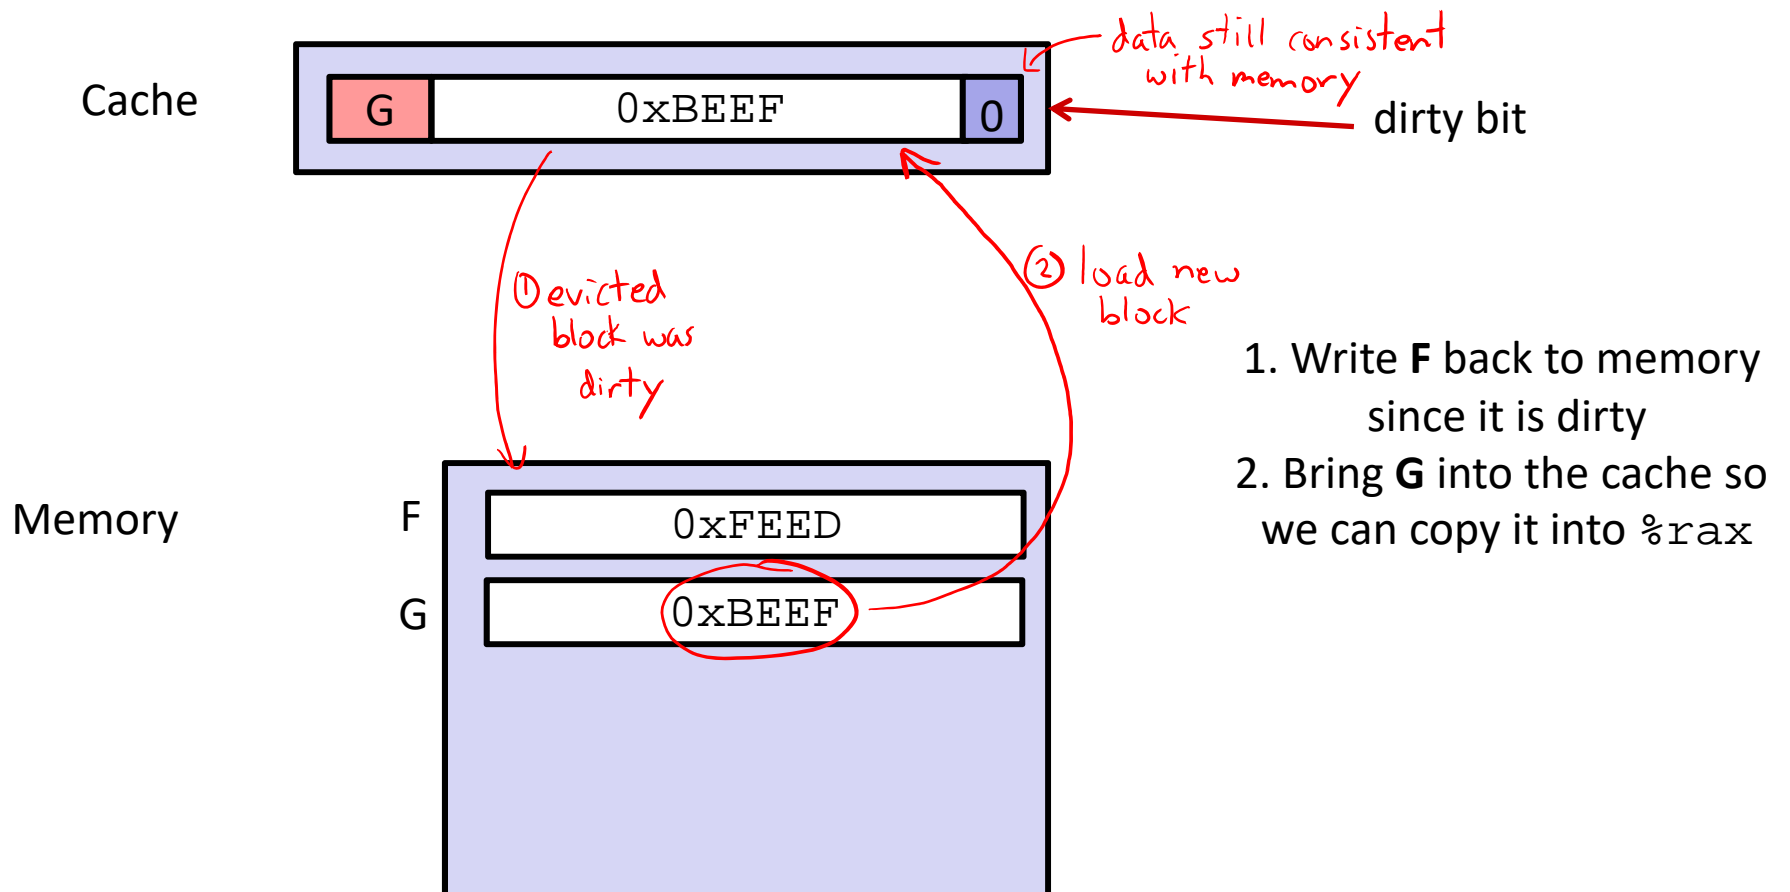 data still consistent
with memory
Cache
G
0xBEEF
0
dirty bit
① evicted
block was
dirty
② load new
block
1. Write F back to memory
since it is dirty
2. Bring G into the cache so
we can copy it into %rax
Memory
F
0xFEED
G
0xBEEF